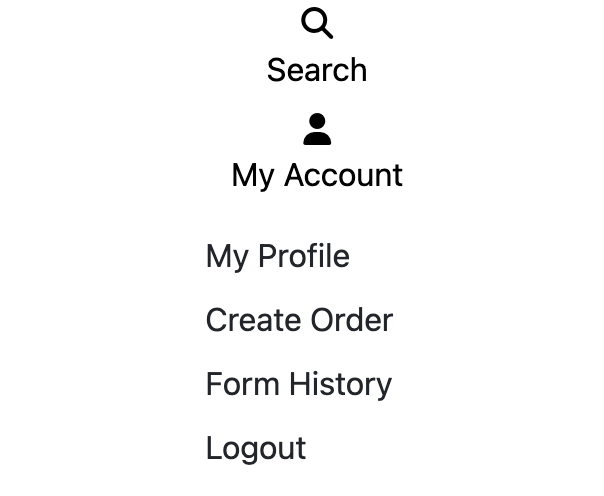 Search
My Account
My Profile
Create Order
Form History
Logout